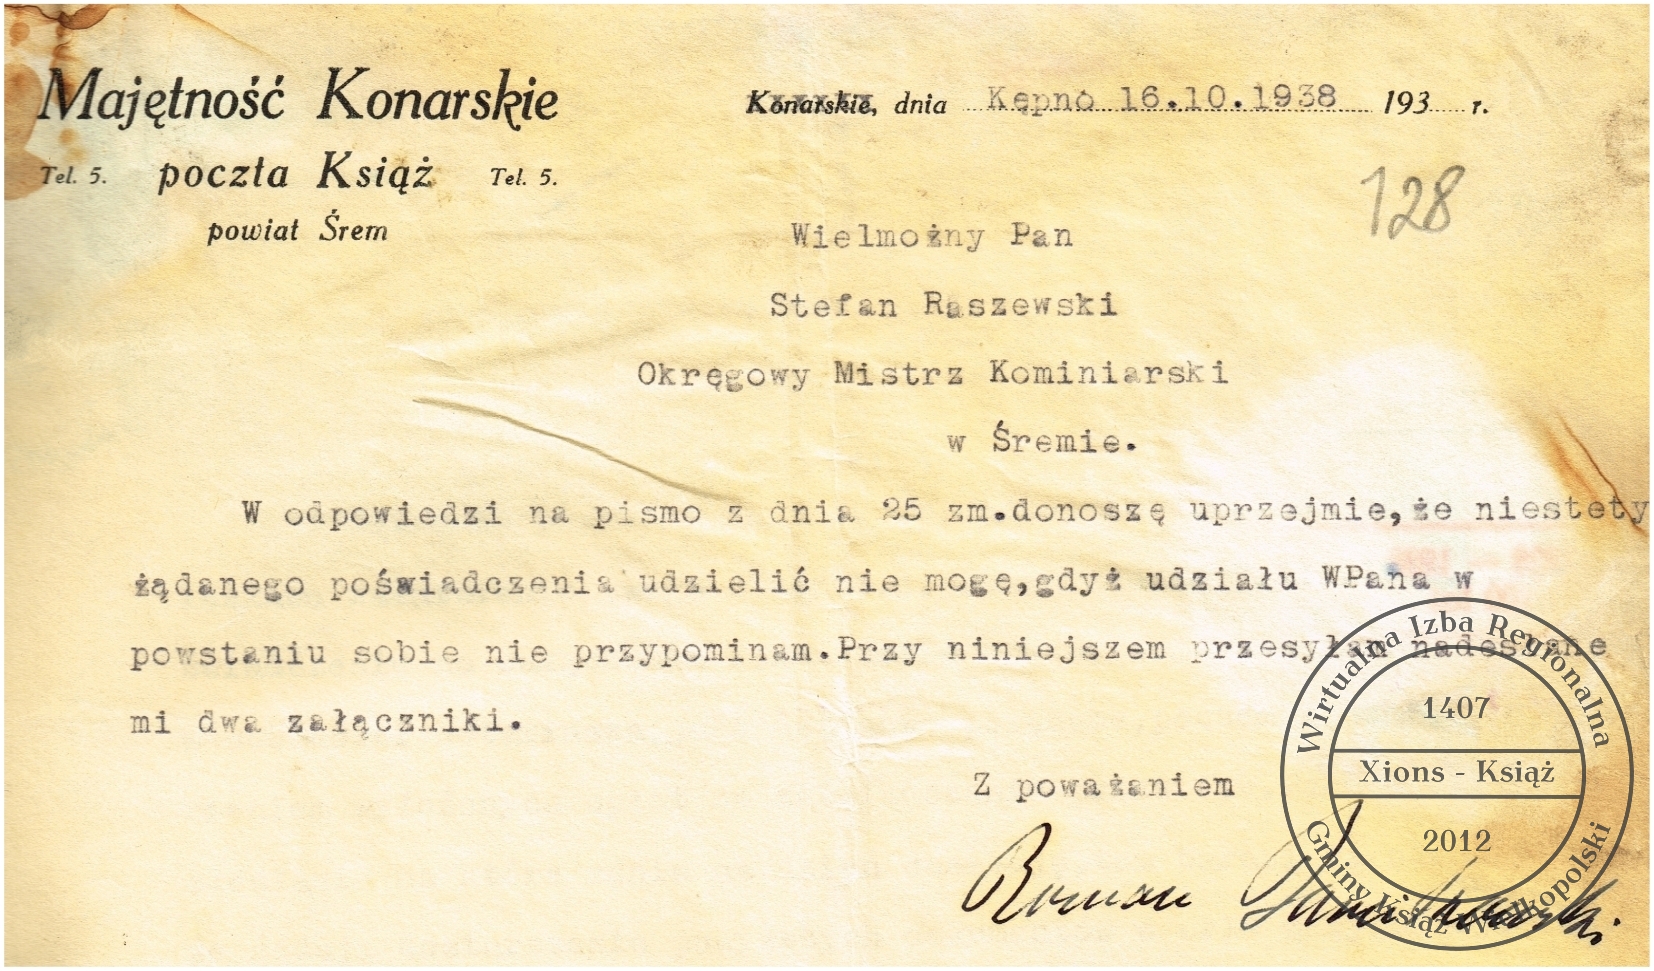 Majętność Konarskie
Tel. 5. poczta Książ Tel. 5.
powiat Śrem
Konarskie, dnia Kępno 16.10.1938 193 r.
128
Wielmożny Pan
Stefan Raszewski
Okręgowy Mistrz Kominiarski
w Śremie.
W odpowiedzi na pismo z dnia 25 zm.donoszę uprzejmie,że niestety
żądanego poświadczenia udzielić nie mogę,gdyż udziału WPana w
powstaniu sobie nie przypominam.Przy niniejszem przesyłam nadesłane
mi dwa załączniki.
Z poważaniem
Roman
Wirtualna Izba Regionalna
1407
Xions - Książ
2012
Gminy Książ Wielkopolski